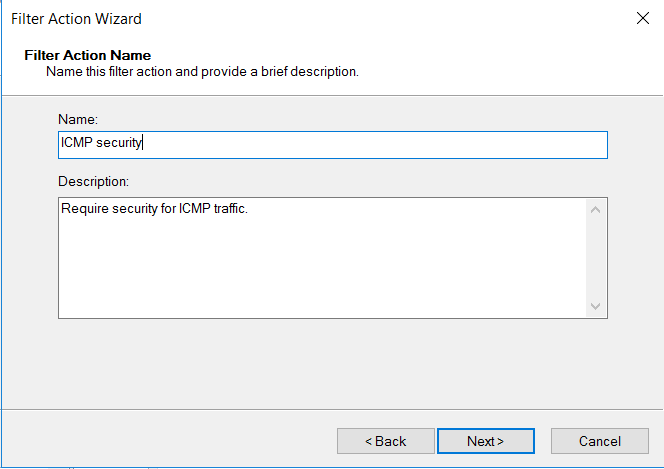 Filter Action Wizard
Filter Action Name
Name this filter action and provide a brief description.
Name:
ICMP security
Description:
Require security for ICMP traffic.
< Back
Next >
Cancel